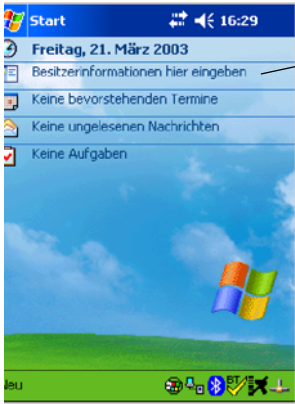 Start 16:29
Freitag, 21. März 2003
Besitzerinformationen hier eingeben
Keine bevorstehenden Termine
Keine ungelesenen Nachrichten
Keine Aufgaben
Neu BT